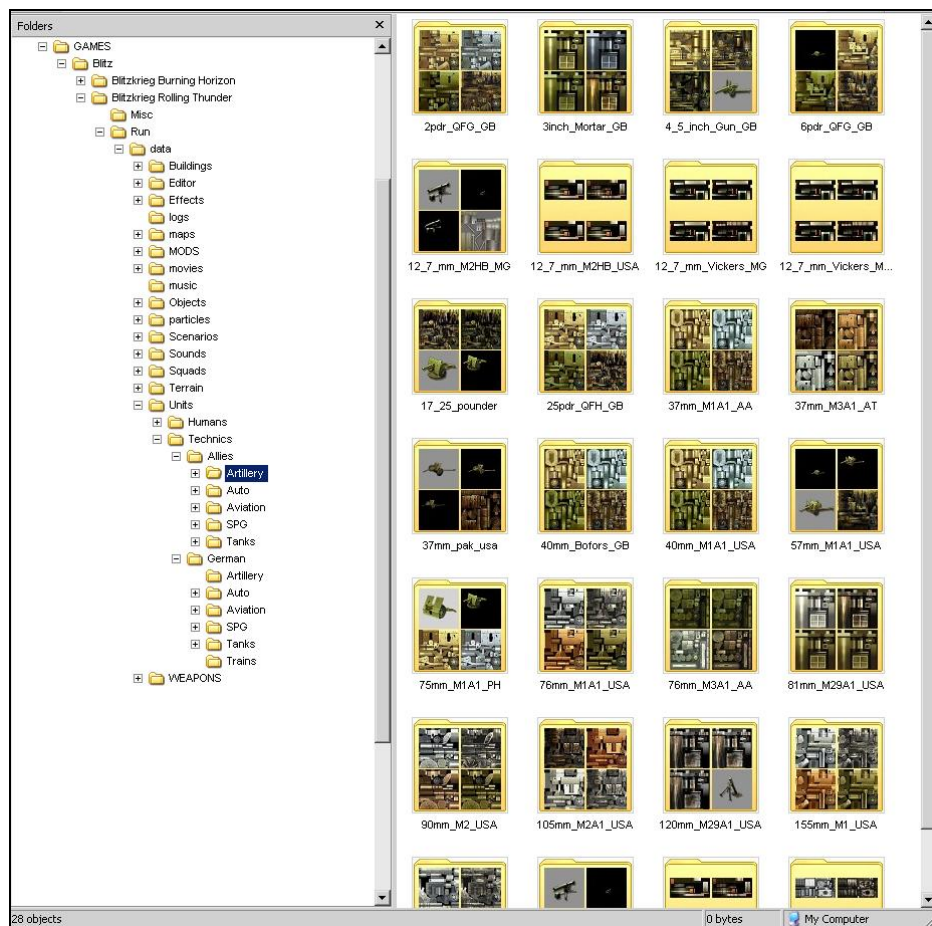 Folders
GAMES
Blitz
Blitzkrieg Burning Horizon
Blitzkrieg Rolling Thunder
Misc
Run
data
Buildings
Editor
Effects
logs
maps
MODS
movies
music
Objects
particles
Scenarios
Sounds
Squads
Terrain
Units
Humans
Technics
Allies
Artillery
Auto
Aviation
SPG
Tanks
German
Artillery
Auto
Aviation
SPG
Tanks
Trains
WEAPONS
2pdr_QFG_GB 3inch_Mortar_GB 4_5_inch_Gun_GB 6pdr_QFG_GB
12_7_mm_M2HB_MG 12_7_mm_M2HB_USA 12_7_mm_Vickers_MG 12_7_mm_Vickers_M...
17_25_pounder 25pdr_QFH_GB 37mm_M1A1_AA 37mm_M3A1_AT
37mm_pak_usa 40mm_Bofors_GB 40mm_M1A1_USA 57mm_M1A1_USA
75mm_M1A1_PH 76mm_M1A1_USA 76mm_M3A1_AA 81mm_M29A1_USA
90mm_M2_USA 105mm_M2A1_USA 120mm_M29A1_USA 155mm_M1_USA
28 objects 0 bytes My Computer